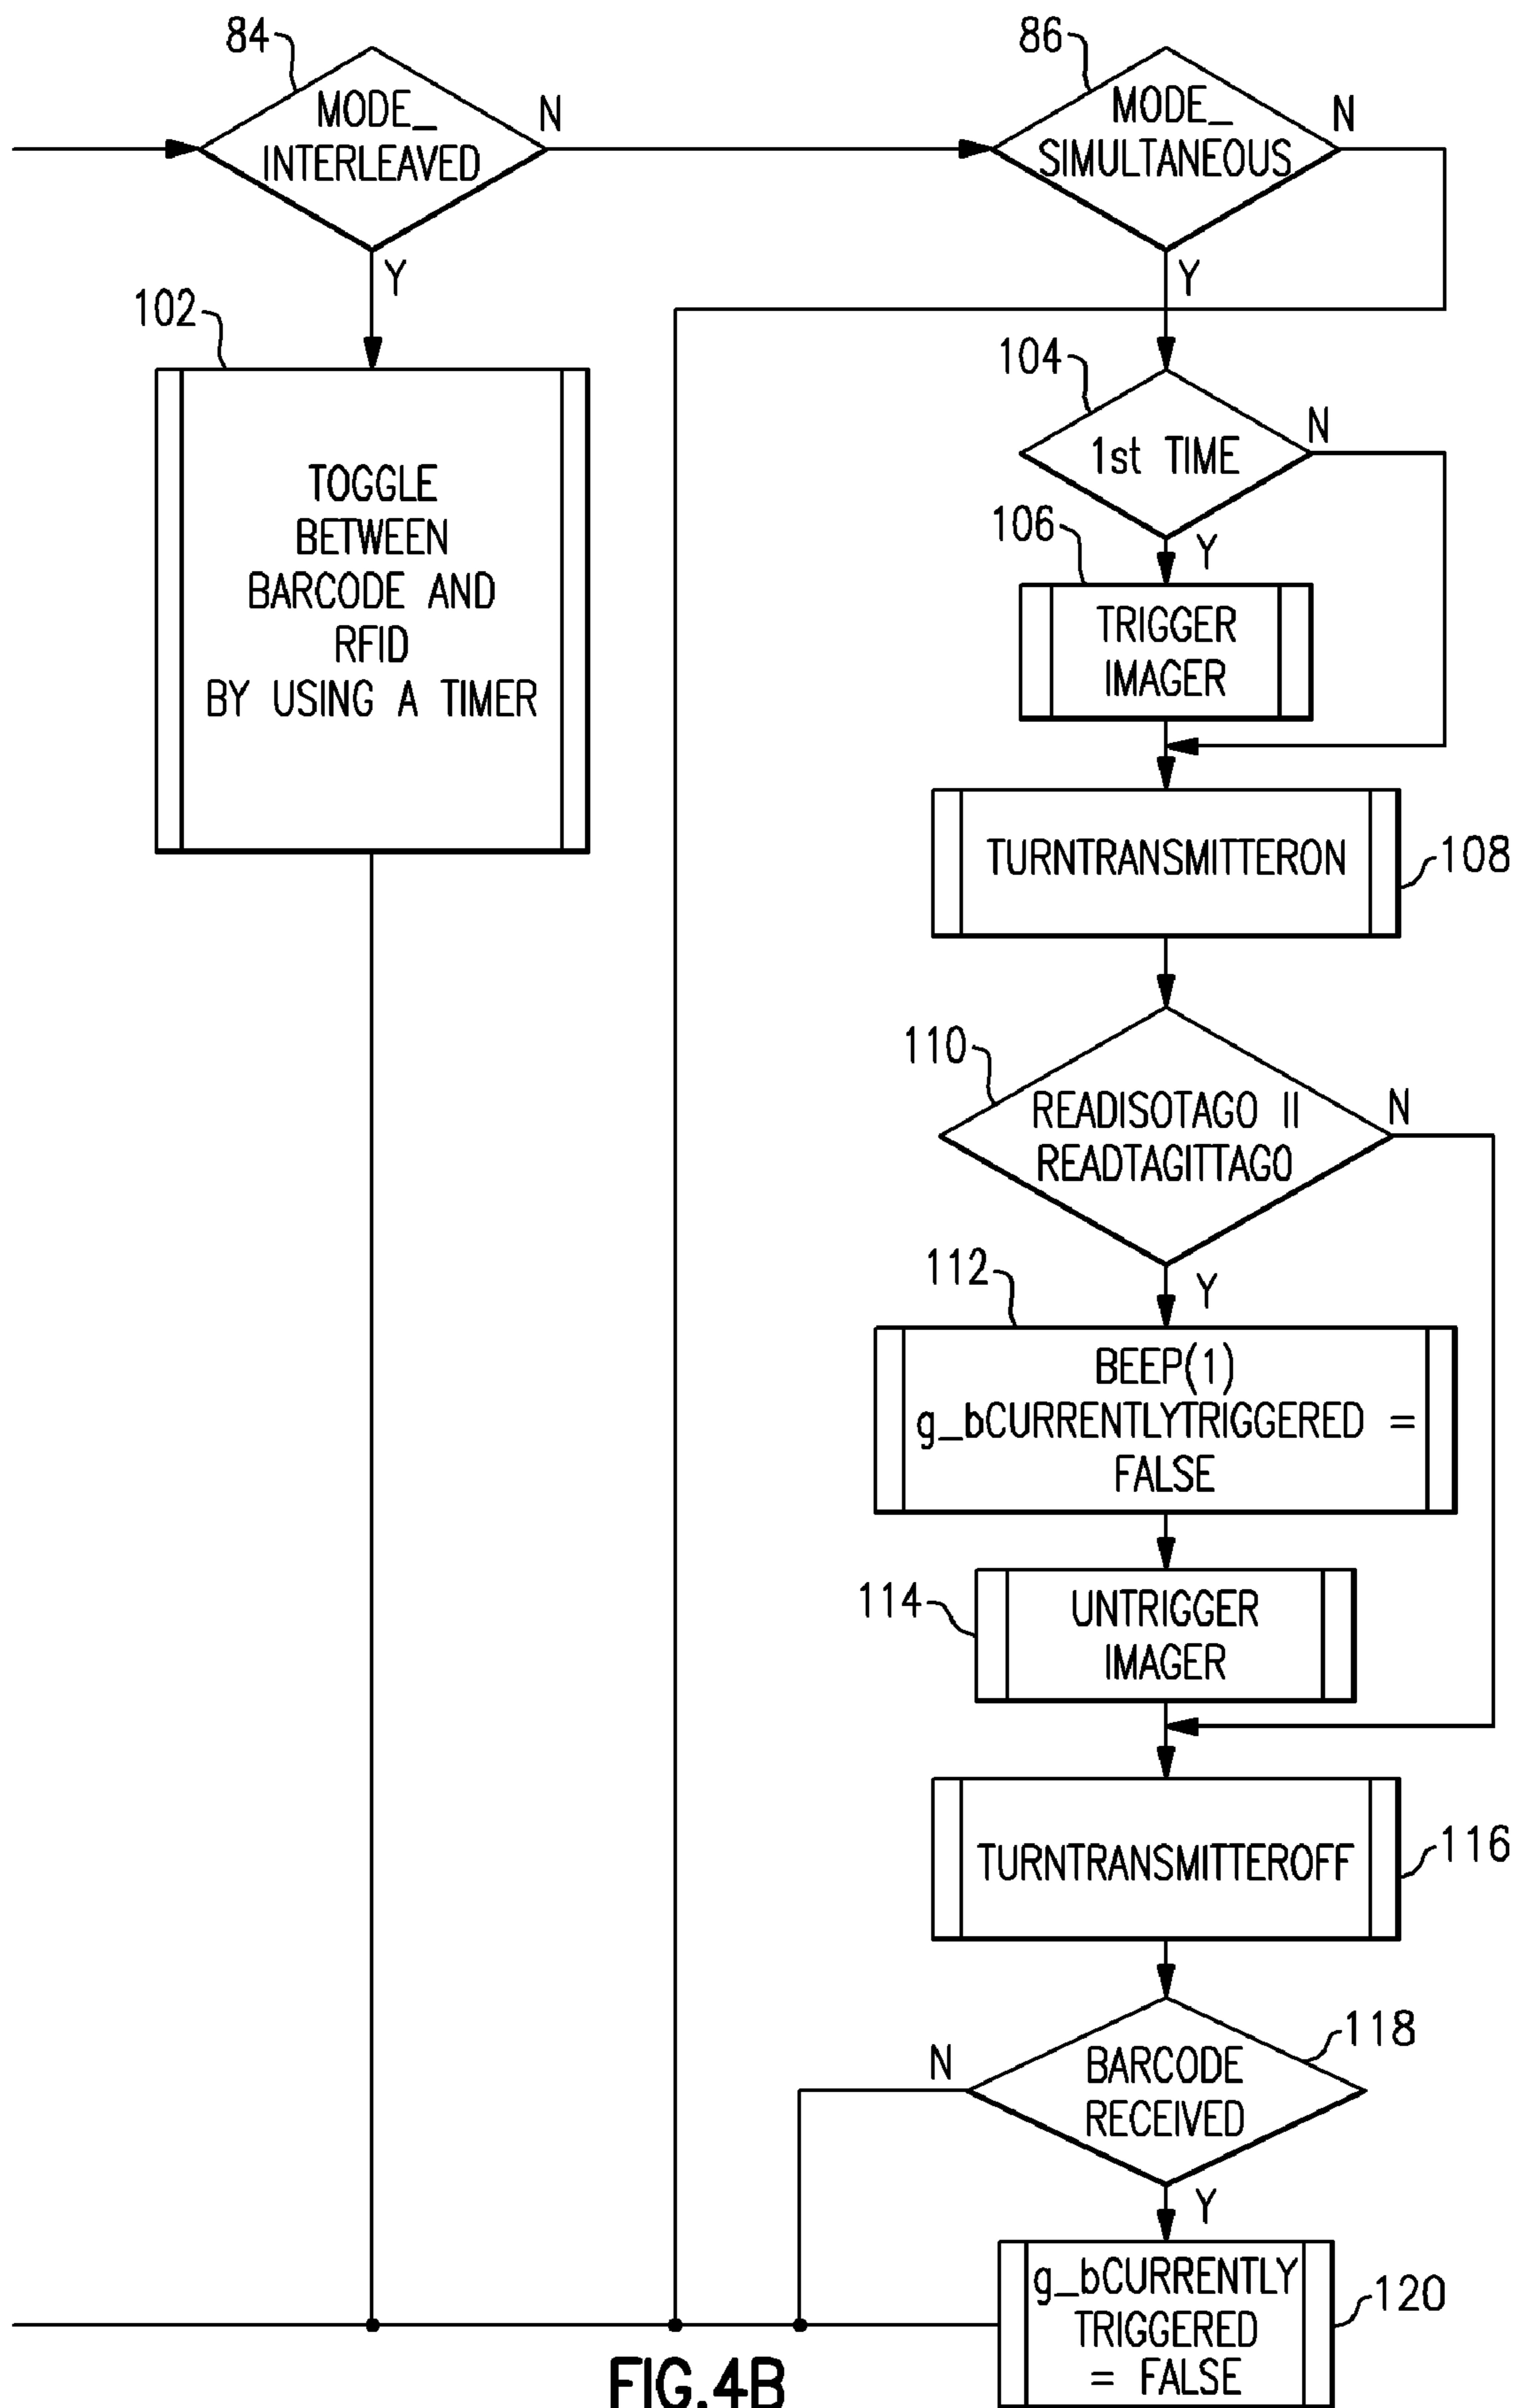 84
MODE_
INTERLEAVED
N
Y
86
MODE_
SIMULTANEOUS
N
Y
102
TOGGLE
BETWEEN
BARCODE AND
RFID
BY USING A TIMER
104
1st TIME
N
Y
106
TRIGGER
IMAGER
TURNTRANSMITTERON
108
110
READISOTAGO II
READTAGITTAGO
N
Y
112
BEEP(1)
g_bCURRENTLYTRIGGERED =
FALSE
114
UNTRIGGER
IMAGER
TURNTRANSMITTEROFF
116
118
BARCODE
RECEIVED
N
Y
g_bCURRENTLY
TRIGGERED
= FALSE
120
FIG.4B